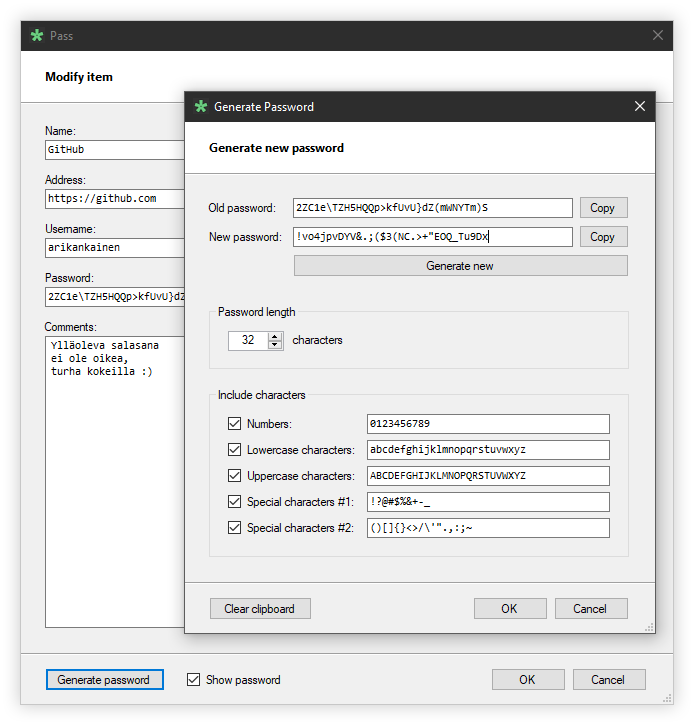 Pass
Modify item
Name:
GitHub
Address:
https://github.com
Username:
arikankainen
Password:
2ZC1e\TZH5HQQp>kfUvU}dZ
Comments:
Ylläoleva salasana
ei ole oikea,
turha kokeilla :)
Generate password
Show password
OK
Cancel
Generate Password
Generate new password
Old password:
2ZC1e\TZH5HQQp>kfUvU}dZ(mWNYTm)S
Copy
New password:
!vo4jpvDYV&.;($3(NC.>+"EOQ_Tu9Dx
Copy
Generate new
Password length
32 characters
Include characters
Numbers:
0123456789
Lowercase characters:
abcdefghijklmnopqrstuvwxyz
Uppercase characters:
ABCDEFGHIJKLMNOPQRSTUVWXYZ
Special characters #1:
!?@#$%&+-_
Special characters #2:
()[]{}<>/\'".,:;~
Clear clipboard
OK
Cancel